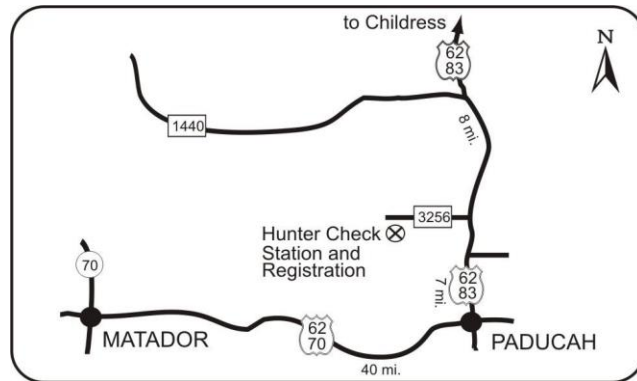 to Childress
N
62
83
1440
8 mi.
3256
Hunter Check
Station and
Registration
70
62
83
7 mi.
MATADOR
62
70
PADUCAH
40 mi.